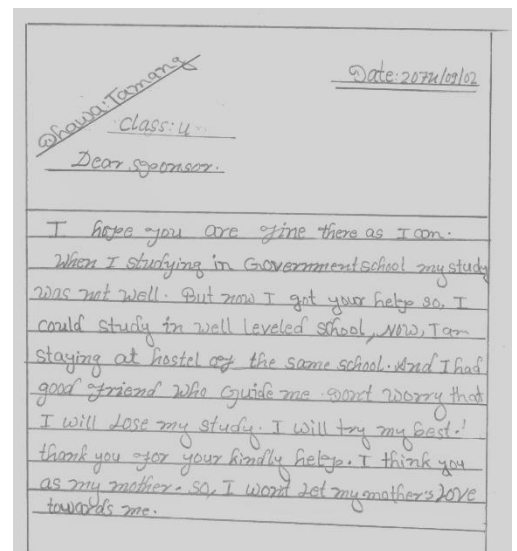 Dhawa Tamang
Date: 2074/09/02
Class: 4
Dear sponsor.
I hope you are fine there as I am.
When I studying in Government school my study
was not well. But now I got your help so, I
could study in well leveled school, Now, I am
staying at hostel of the same school. And I had
good friend who guide me. Don't worry that
I will lose my study. I will try my best.!
thank you for your kindly help. I think you
as my mother. so, I wont let my mother's love
towards me.